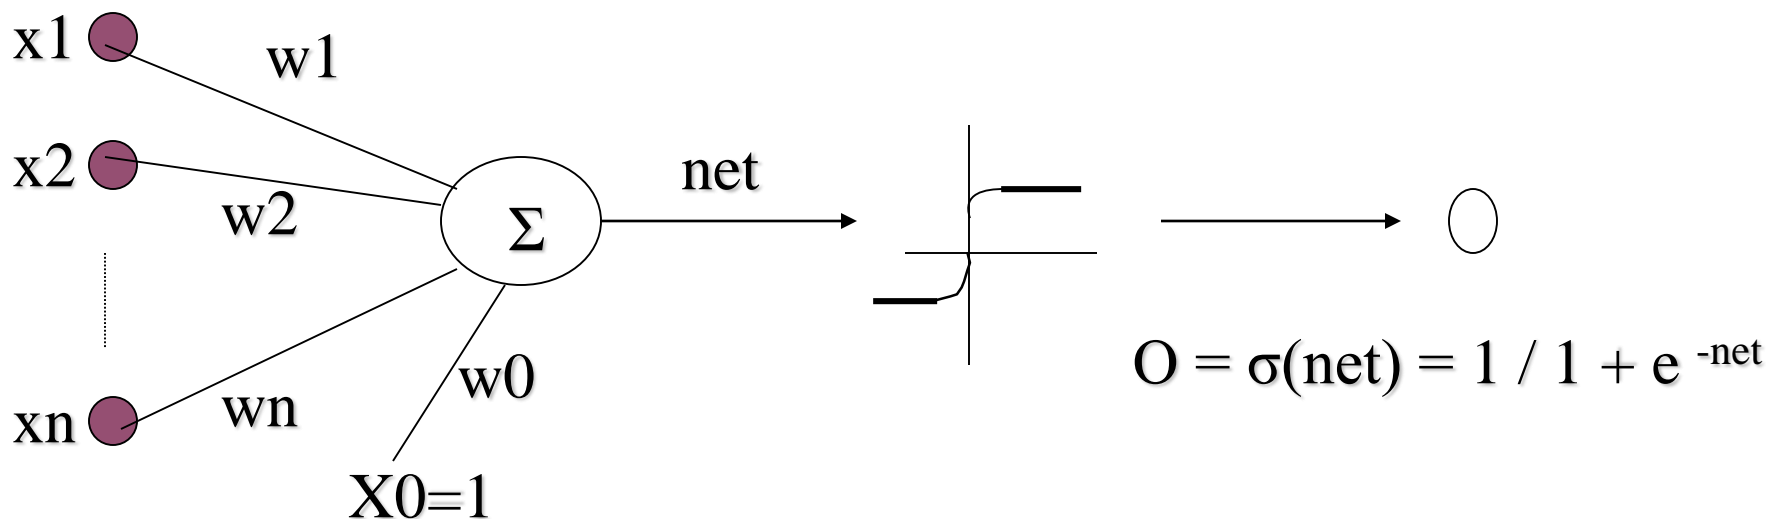 x1
w1
x2
w2
Σ
net
xn
wn
w0
X0=1
O = σ(net) = 1 / 1 + e -net